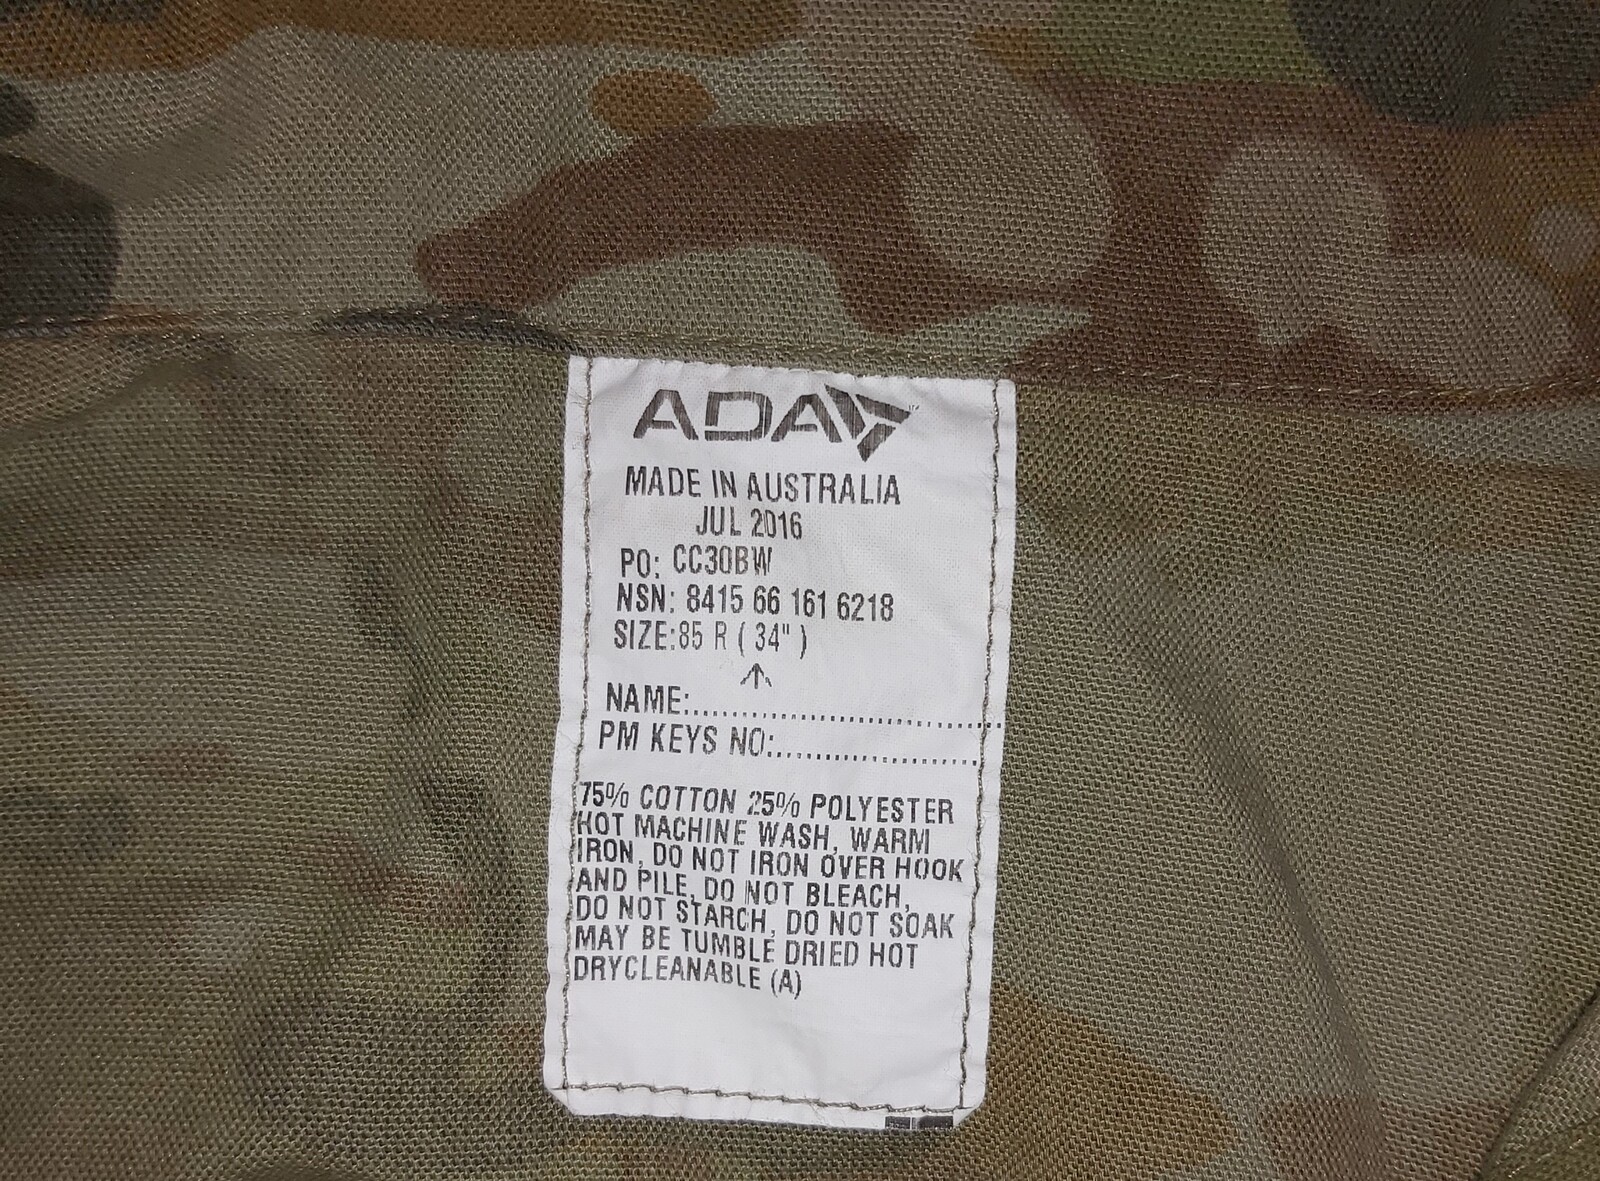 ADA
MADE IN AUSTRALIA
JUL 2016
PO: CC30BW
NSN: 8415 66 161 6218
SIZE:85 R ( 34" )
NAME:
PM KEYS NO:
75% COTTON 25% POLYESTER
HOT MACHINE WASH, WARM
IRON, DO NOT IRON OVER HOOK
AND PILE, DO NOT BLEACH,
DO NOT STARCH, DO NOT SOAK
MAY BE TUMBLE DRIED HOT
DRYCLEANABLE (A)